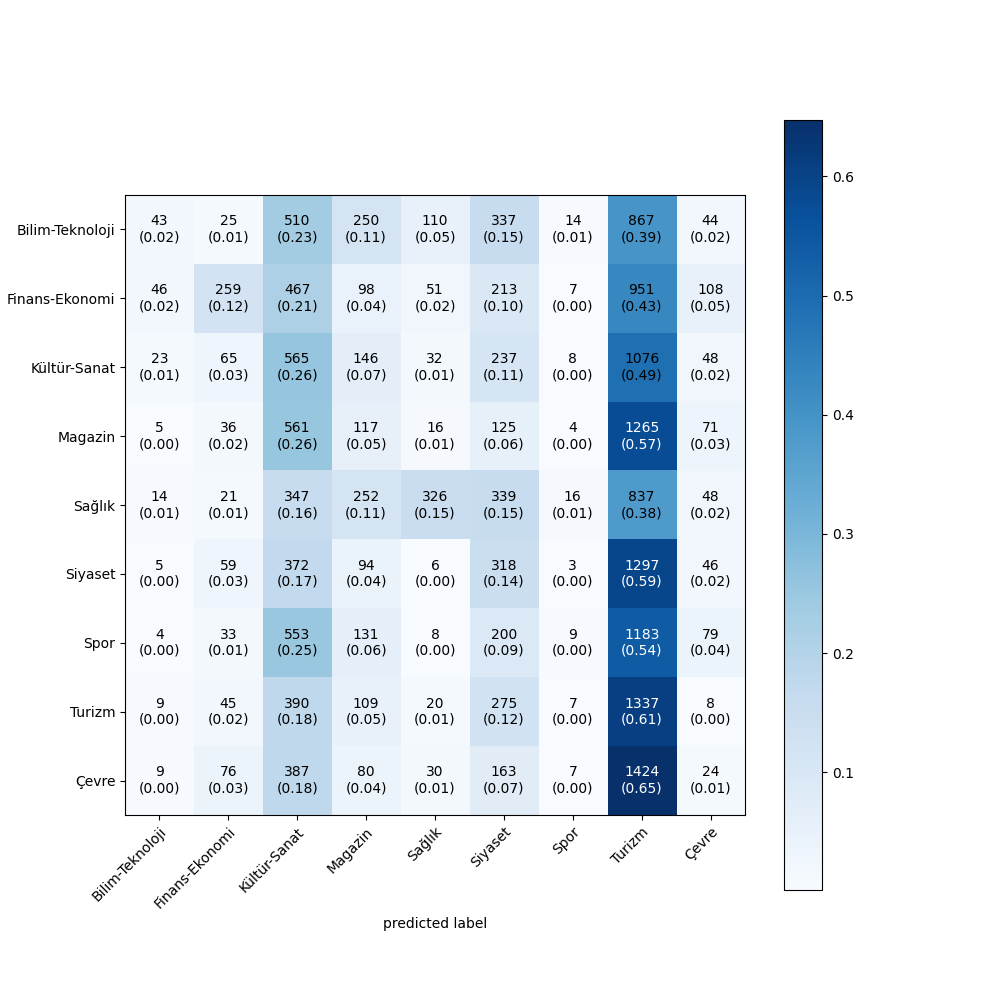 Bilim-Teknoloji 43 25 510 250 110 337 14 867 44
(0.02) (0.01) (0.23) (0.11) (0.05) (0.15) (0.01) (0.39) (0.02)
Finans-Ekonomi 46 259 467 98 51 213 7 951 108
(0.02) (0.12) (0.21) (0.04) (0.02) (0.10) (0.00) (0.43) (0.05)
Kültür-Sanat 23 65 565 146 32 237 8 1076 48
(0.01) (0.03) (0.26) (0.07) (0.01) (0.11) (0.00) (0.49) (0.02)
Magazin 5 36 561 117 16 125 4 1265 71
(0.00) (0.02) (0.26) (0.05) (0.01) (0.06) (0.00) (0.57) (0.03)
Sağlık 14 21 347 252 326 339 16 837 48
(0.01) (0.01) (0.16) (0.11) (0.15) (0.15) (0.01) (0.38) (0.02)
Siyaset 5 59 372 94 6 318 3 1297 46
(0.00) (0.03) (0.17) (0.04) (0.00) (0.14) (0.00) (0.59) (0.02)
Spor 4 33 553 131 8 200 9 1183 79
(0.00) (0.01) (0.25) (0.06) (0.00) (0.09) (0.00) (0.54) (0.04)
Turizm 9 45 390 109 20 275 7 1337 8
(0.00) (0.02) (0.18) (0.05) (0.01) (0.12) (0.00) (0.61) (0.00)
Çevre 9 76 387 80 30 163 7 1424 24
(0.00) (0.03) (0.18) (0.04) (0.01) (0.07) (0.00) (0.65) (0.01)
Bilim-Teknoloji Finans-Ekonomi Kültür-Sanat Magazin Sağlık Siyaset Spor Turizm Çevre
predicted label
0.6
0.5
0.4
0.3
0.2
0.1